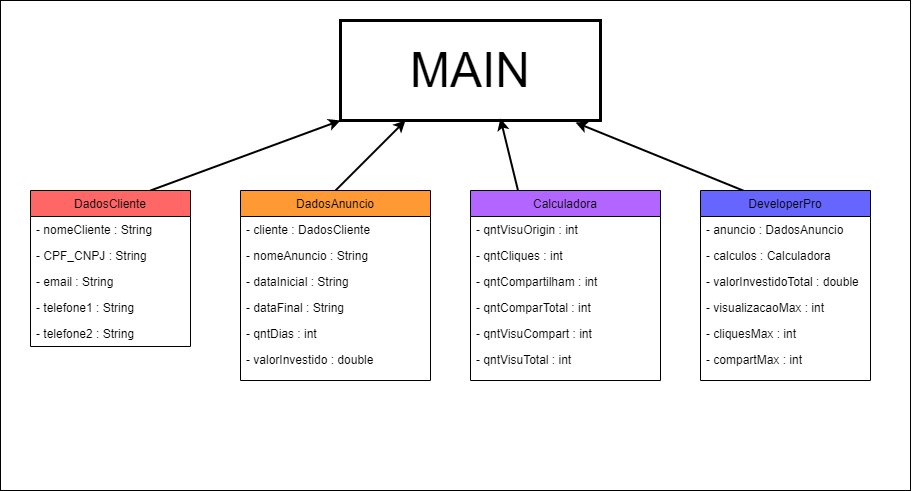 MAIN
DadosCliente
- nomeCliente : String
- CPF_CNPJ : String
- email : String
- telefone1 : String
- telefone2 : String
DadosAnuncio
- cliente : DadosCliente
- nomeAnuncio : String
- dataInicial : String
- dataFinal : String
- qntDias : int
- valorInvestido : double
Calculadora
- qntVisuOrigin : int
- qntCliques : int
- qntCompartilham : int
- qntComparTotal : int
- qntVisuCompart : int
- qntVisuTotal : int
DeveloperPro
- anuncio : DadosAnuncio
- calculos : Calculadora
- valorInvestidoTotal : double
- visualizacaoMax : int
- cliquesMax : int
- compartMax : int